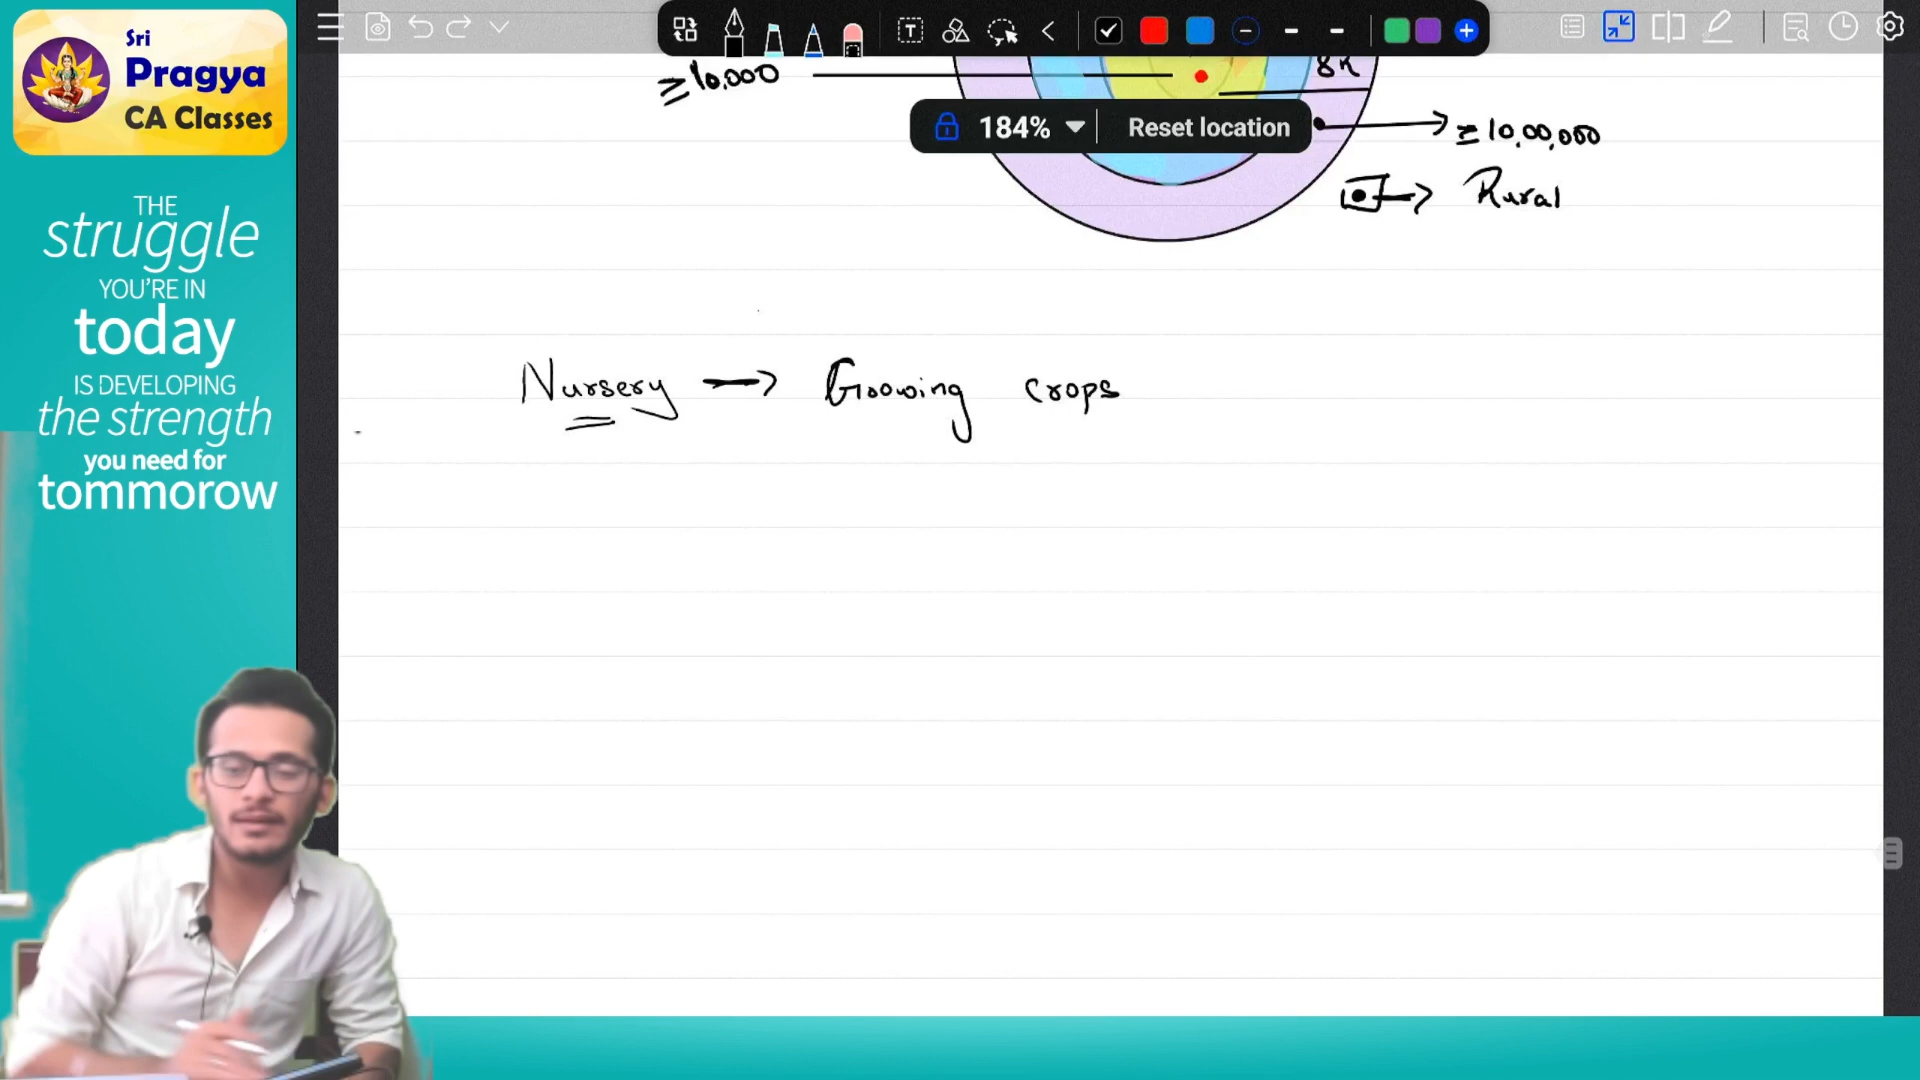 Sri
Pragya
CA Classes
THE
struggle
YOU'RE IN
today
IS DEVELOPING
the strength
you need for
tommorow
184%
Reset location
≥10,000
8K
≥10,00,000
Rural
Nursery → Growing crops